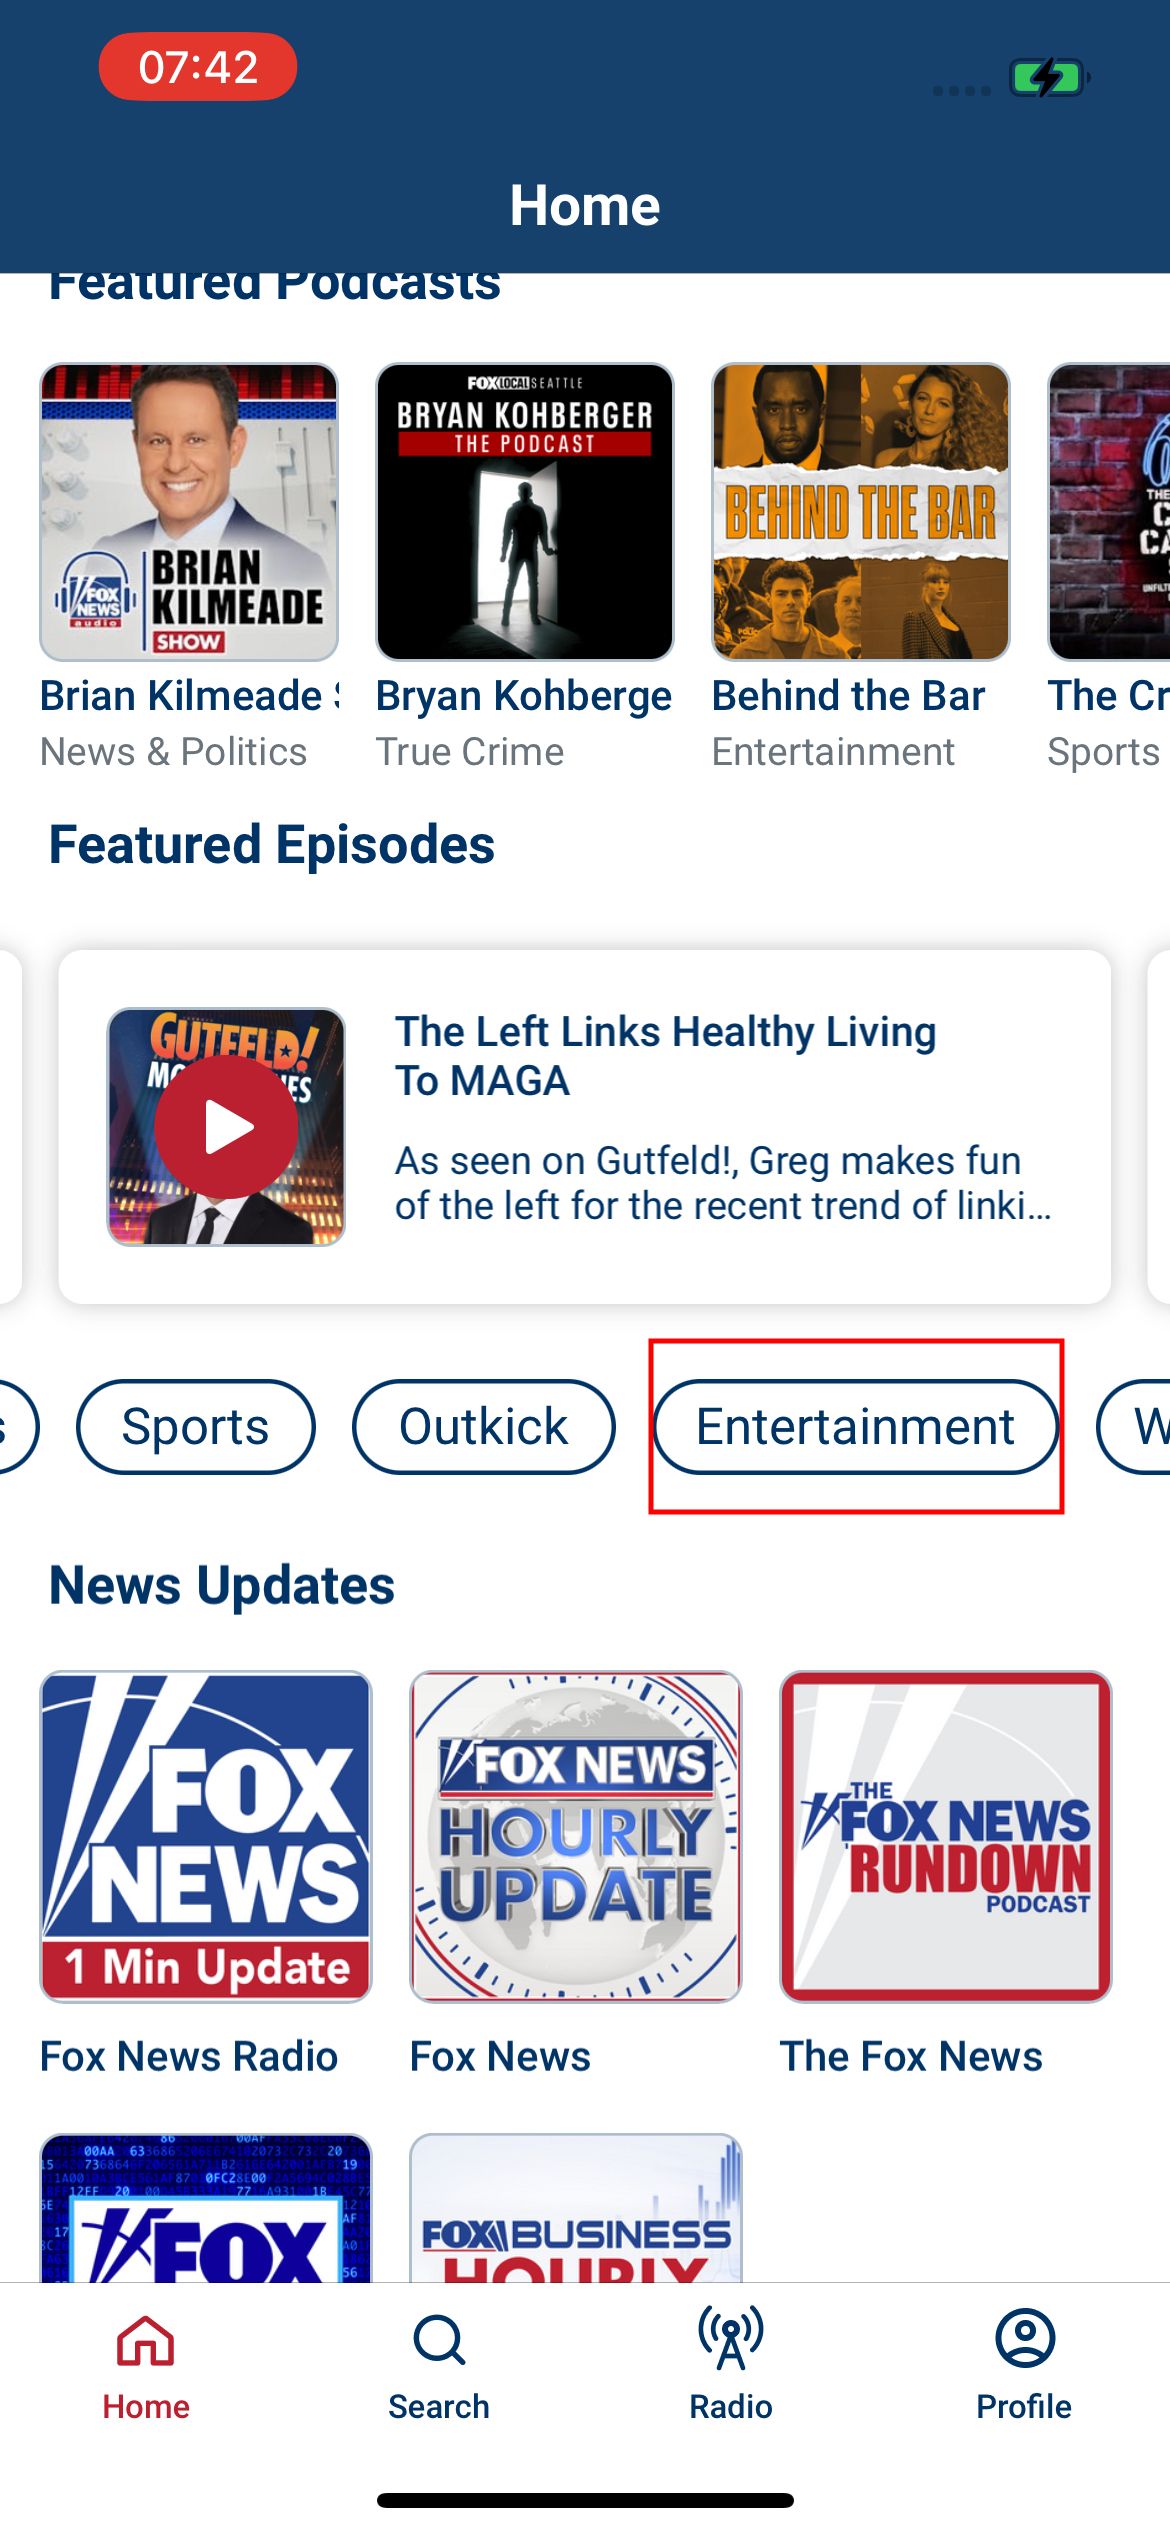 07:42
Home
Featured Podcasts
FOX LOCAL SEATTLE
BRYAN KOHBERGER
THE PODCAST
BEHIND THE BAR
FOX
NEWS
audio
BRIAN
KILMEADE
SHOW
THE
Brian Kilmeade
Bryan Kohberge
Behind the Bar
The Cr
News & Politics
True Crime
Entertainment
Sports
Featured Episodes
GUTFELD!
The Left Links Healthy Living
To MAGA
As seen on Gutfeld!, Greg makes fun
of the left for the recent trend of linki...
Sports
Outkick
Entertainment
W
News Updates
FOX
NEWS
1 Min Update
FOX NEWS
HOURLY
UPDATE
THE
FOX NEWS
RUNDOWN
PODCAST
Fox News Radio
Fox News
The Fox News
FOX
FOX BUSINESS
HOURLY
Home
Search
Radio
Profile